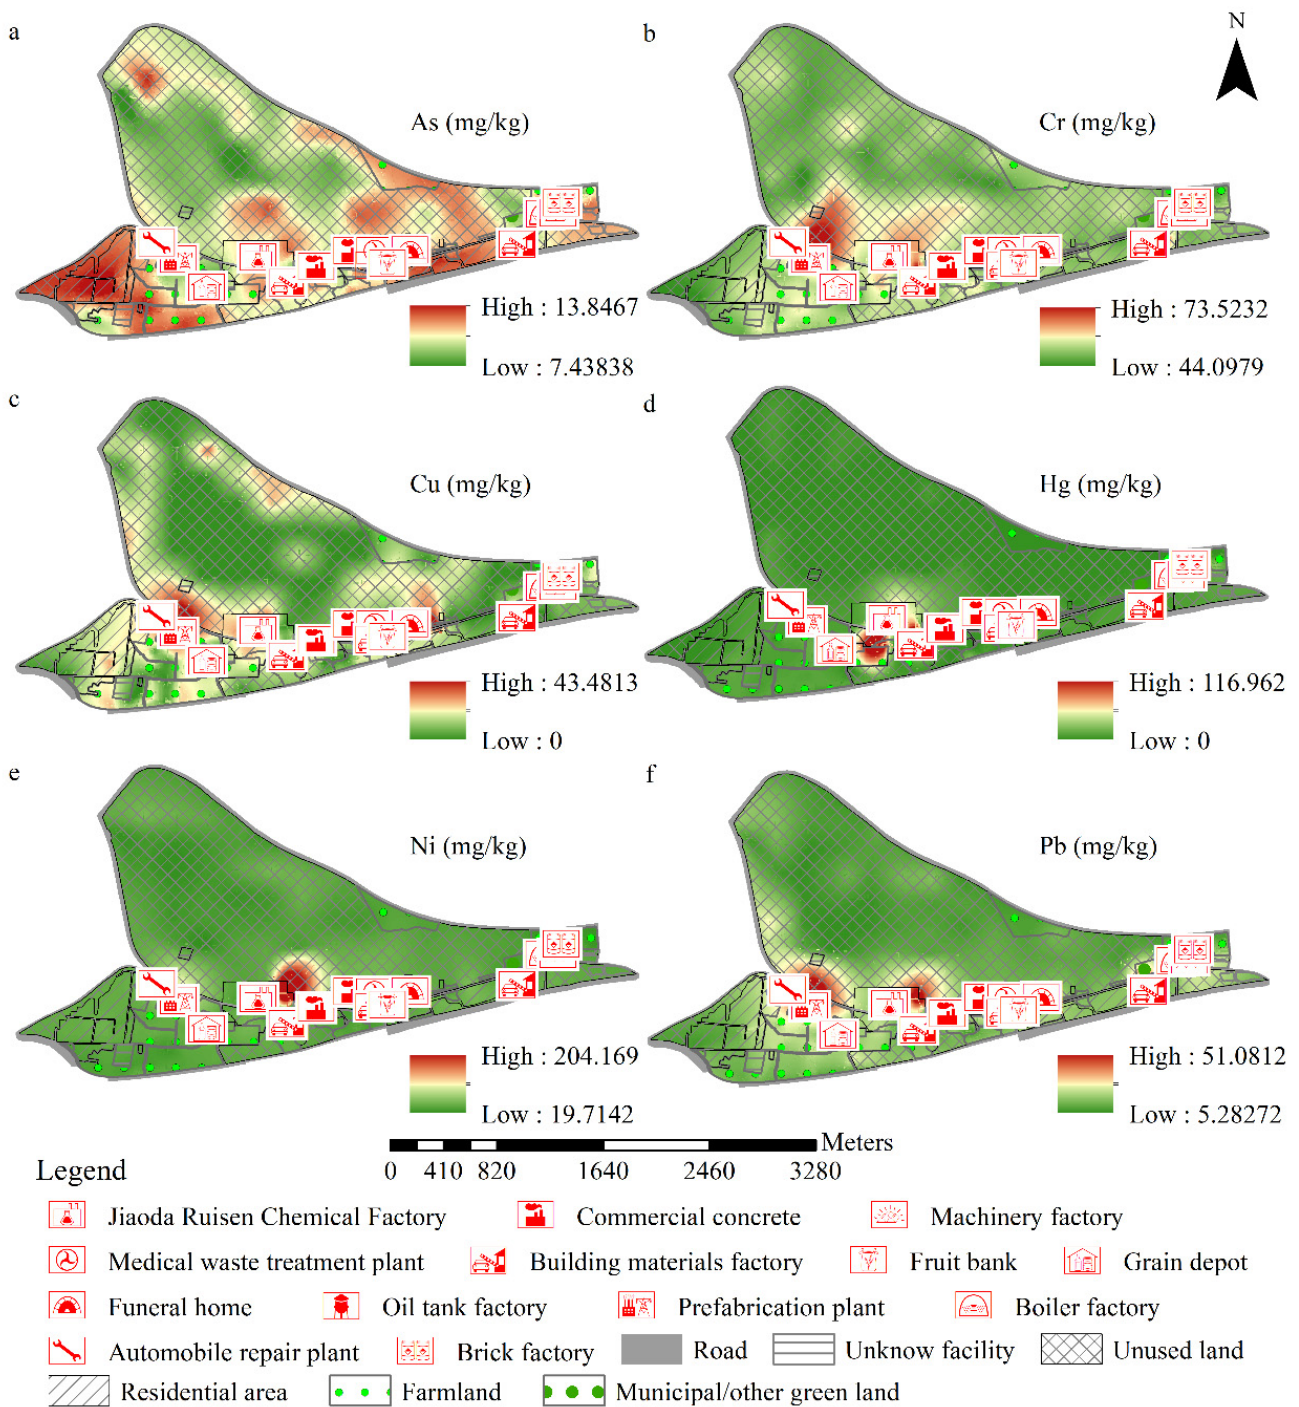 a
b
N
As (mg/kg)
Cr (mg/kg)
High : 13.8467
Low : 7.43838
High : 73.5232
Low : 44.0979
c
d
Cu (mg/kg)
Hg (mg/kg)
High : 43.4813
Low : 0
High : 116.962
Low : 0
e
f
Ni (mg/kg)
Pb (mg/kg)
High : 204.169
Low : 19.7142
High : 51.0812
Low : 5.28272
Meters
0 410 820 1640 2460 3280
Legend
Jiaoda Ruisen Chemical Factory Commercial concrete Machinery factory
Medical waste treatment plant Building materials factory Fruit bank Grain depot
Funeral home Oil tank factory Prefabrication plant Boiler factory
Automobile repair plant Brick factory Road Unknow facility Unused land
Residential area Farmland Municipal/other green land